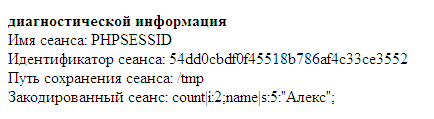 диагностической информация
Имя сеанса: PHPSESSID
Идентификатор сеанса: 54dd0cbdf0f45518b786af4c33ce3552
Путь сохранения сеанса: /tmp
Закодированный сеанс: count|i:2;name|s:5:"Алекс";